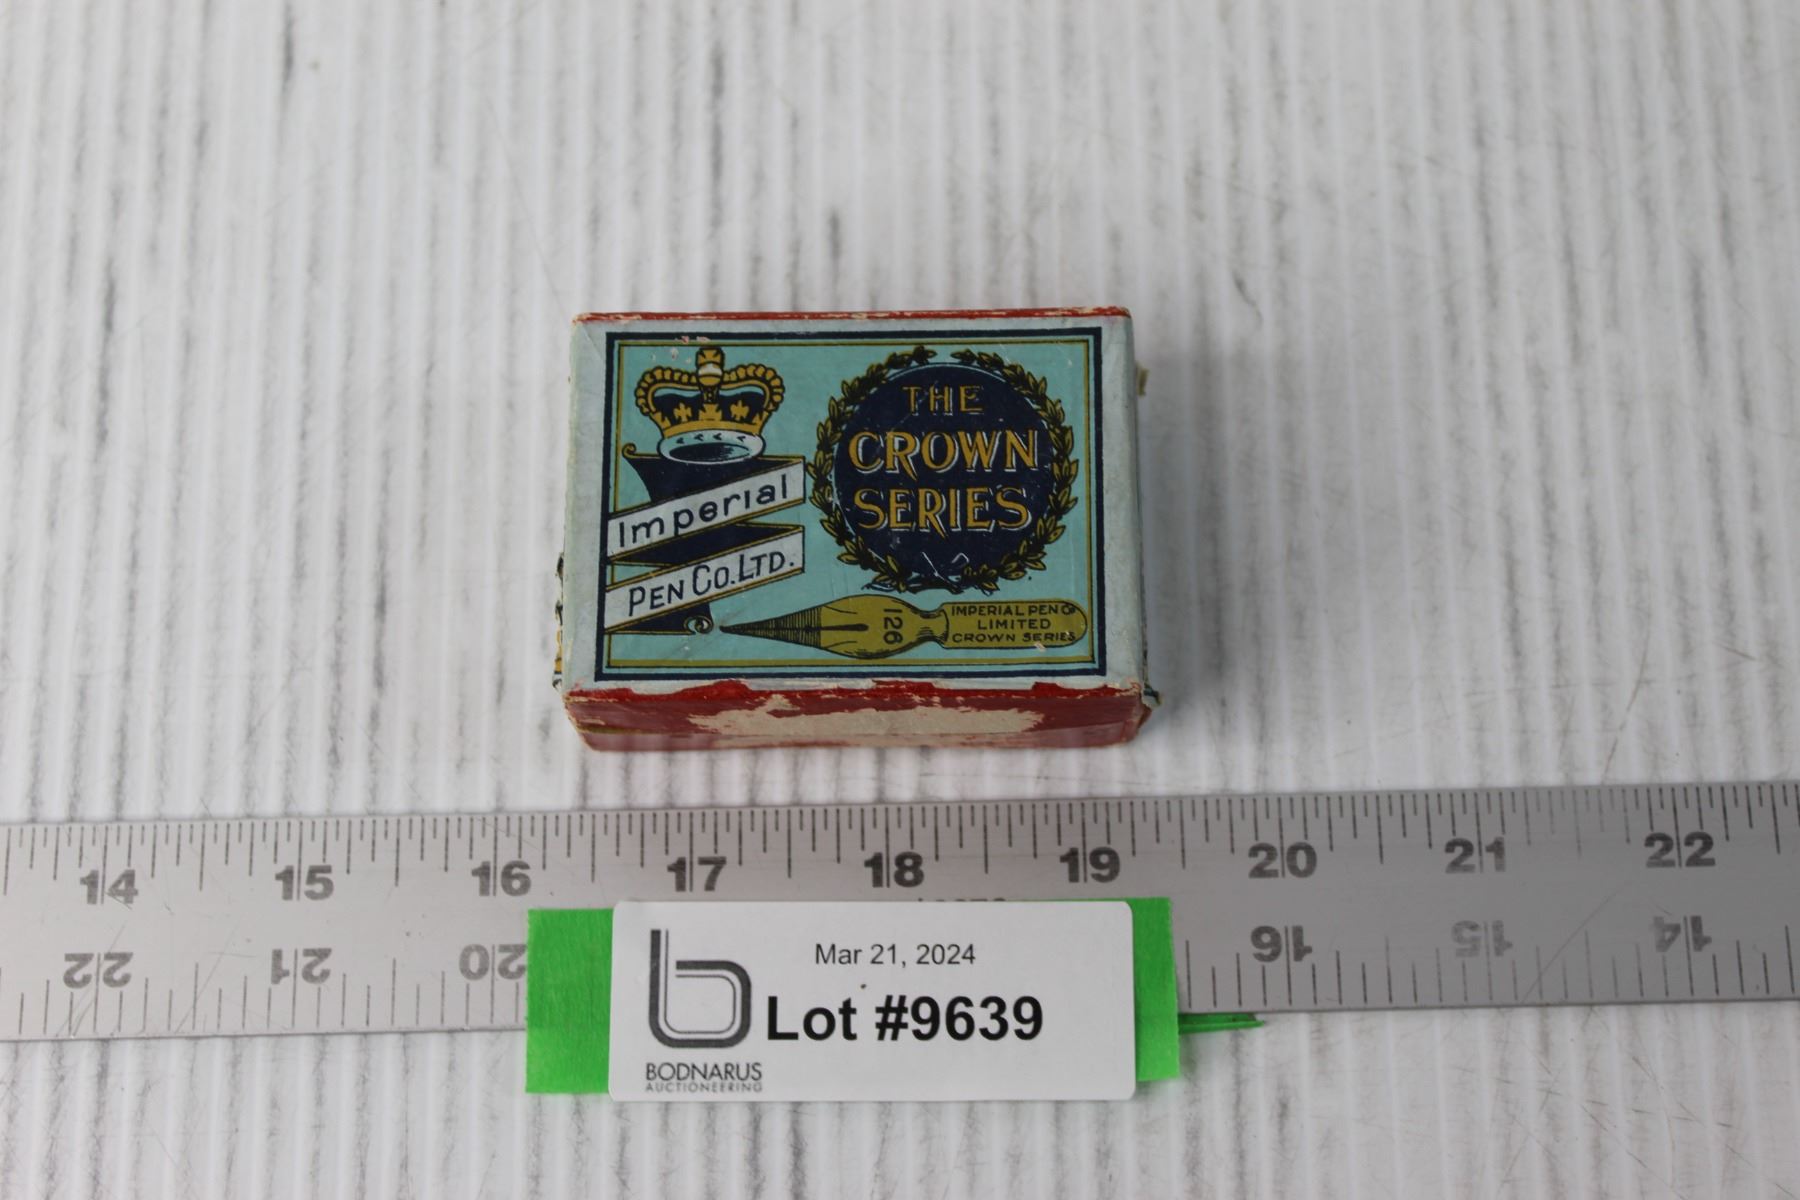 Imperial
PEN CO. LTD.
THE
CROWN
SERIES
126
IMPERIAL PEN Co
LIMITED
CROWN SERIES
14 15 16 17 18 19 20 21 22
22 21 20 16 15 14
Mar 21, 2024
Lot #9639
BODNARUS
AUCTIONEERING